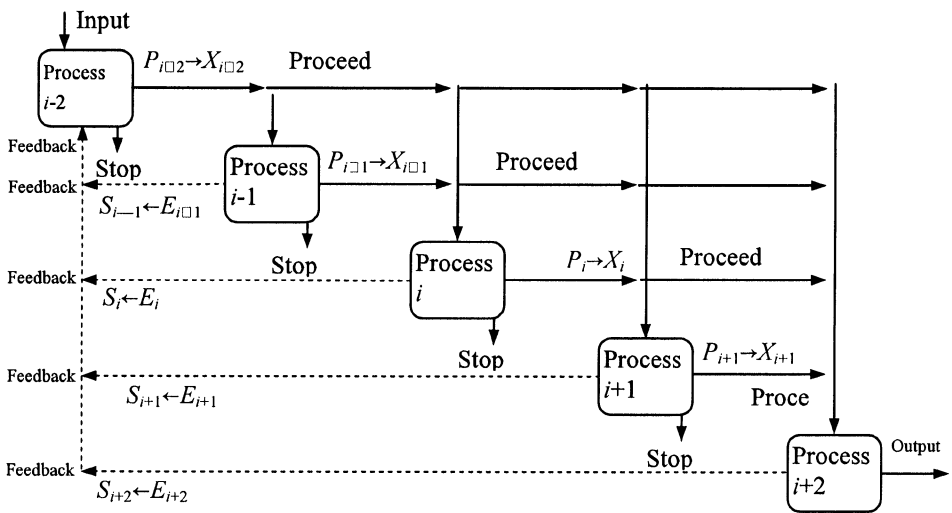 Input
Process
i-2
P_{i□2}→X_{i□2}
Proceed
Feedback
Stop
Process
i-1
P_{i□1}→X_{i□1}
Proceed
Feedback
S_{i—1}←E_{i□1}
Stop
Process
i
P_i→X_i
Proceed
Feedback
S_i←E_i
Stop
Process
i+1
P_{i+1}→X_{i+1}
Proce
Feedback
S_{i+1}←E_{i+1}
Stop
Process
i+2
Output
Feedback
S_{i+2}←E_{i+2}